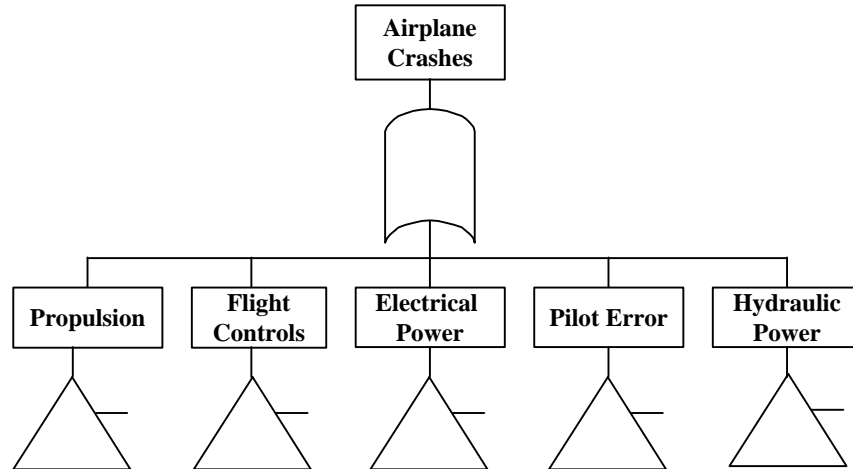 Airplane
Crashes
Propulsion
Flight
Controls
Electrical
Power
Pilot Error
Hydraulic
Power